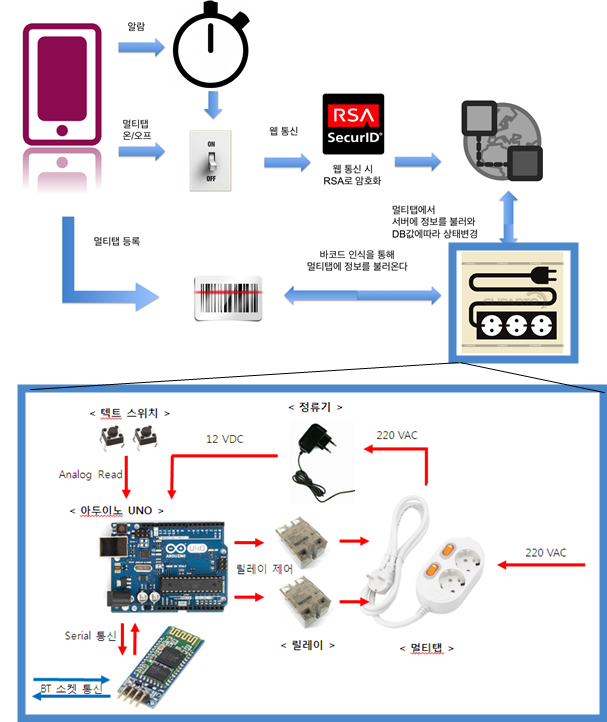 알람
멀티탭
온/오프
ON
OFF
웹 통신
RSA
SecurID®
웹 통신 시
RSA로 암호화
멀티탭에서
서버에 정보를 불러와
DB값에따라 상태변경
멀티탭 등록
바코드 인식을 통해
멀티탭에 정보를 불러온다
< 텍트 스위치 >
< 정류기 >
12 VDC
220 VAC
Analog Read
< 아두이노 UNO >
UNO
ARDUINO
릴레이 제어
220 VAC
Serial 통신
< 릴레이 >
< 멀티탭 >
BT 소켓 통신